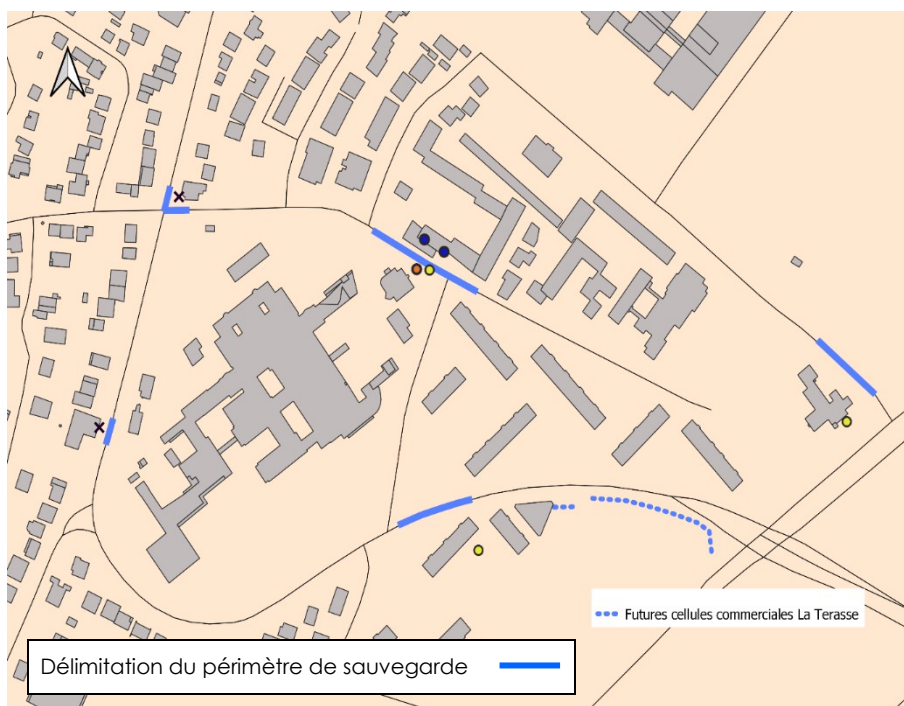 Futures cellules commerciales La Terasse
Délimitation du périmètre de sauvegarde